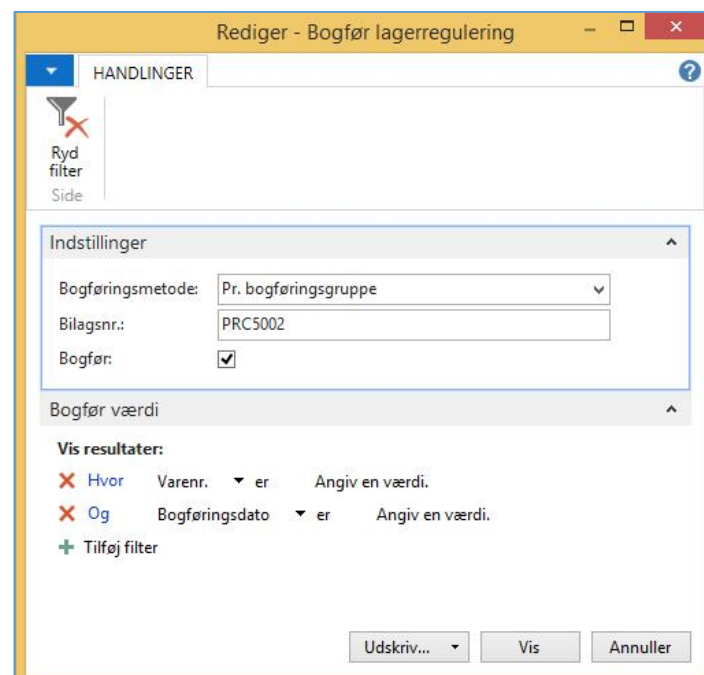 Rediger - Bogfør lagerregulering
HANDLINGER
Ryd
filter
Side
Indstillinger
Bogføringsmetode: Pr. bogføringsgruppe
Bilagsnr.: PRC5002
Bogfør:
Bogfør værdi
Vis resultater:
Hvor Varenr. er Angiv en værdi.
Og Bogføringsdato er Angiv en værdi.
Tilføj filter
Udskriv... Vis Annuller